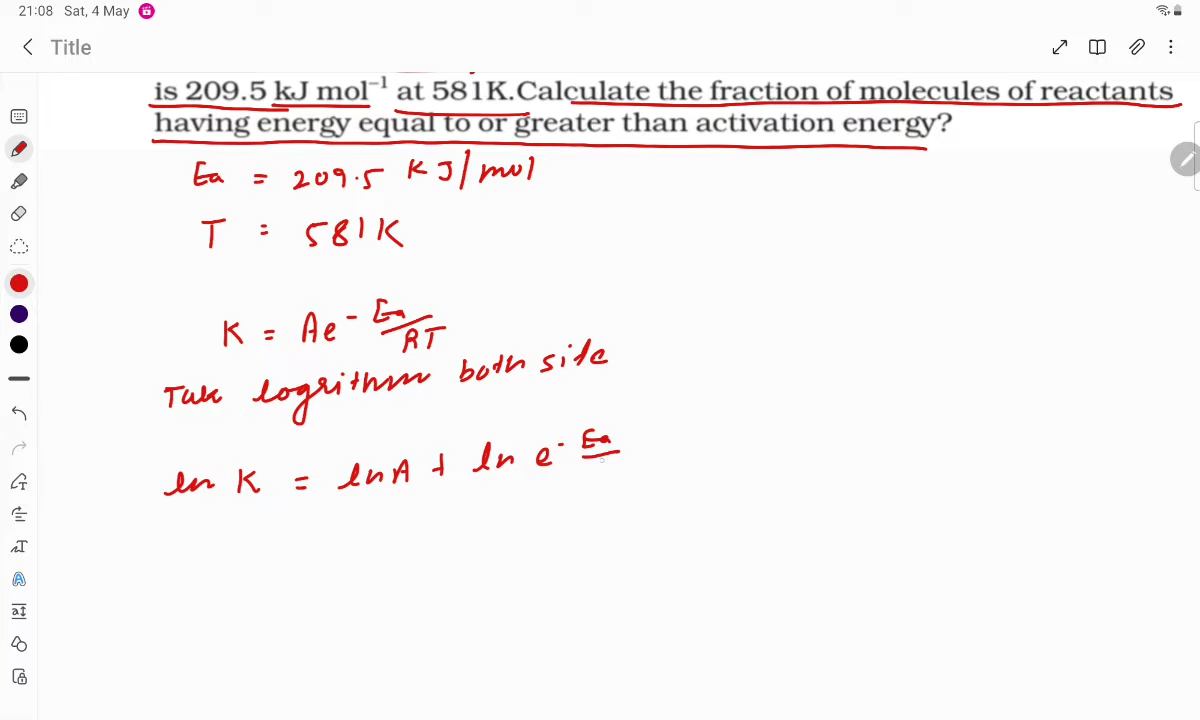 21:08 Sat, 4 May
Title
is 209.5 kJ mol⁻¹ at 581K.Calculate the fraction of molecules of reactants
having energy equal to or greater than activation energy?
Ea = 209.5 KJ/mol
T = 581K
K = Ae^-Ea/RT
Take logrithm both side
ln K = ln A + ln e^-Ea/